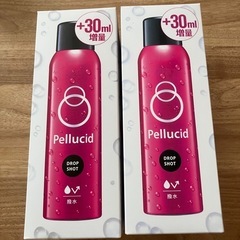 +30ml
増量
Pellucid
DROP
SHOT
撥水
+30ml
増量
Pellucid
DROP
SHOT
撥水